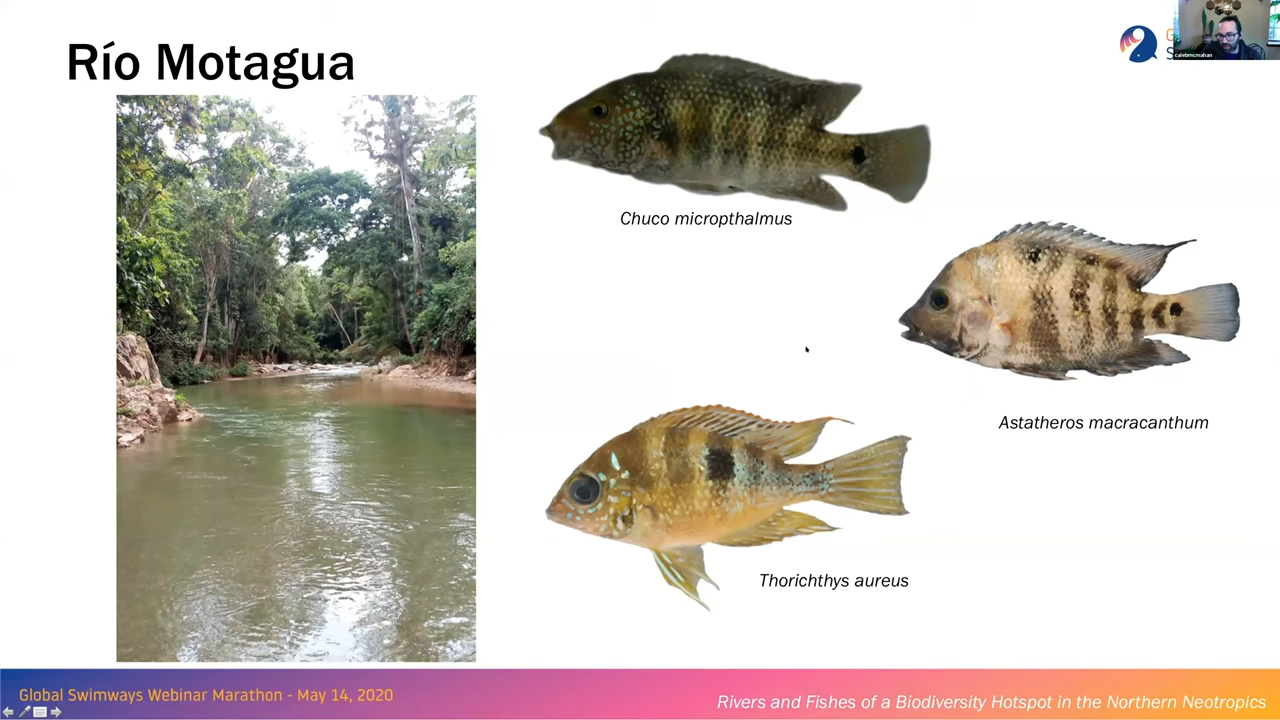 Río Motagua
calebmcmahan
Chuco micropthalmus
Astatheros macracanthum
Thorichthys aureus
Global Swimways Webinar Marathon - May 14, 2020
Rivers and Fishes of a Biodiversity Hotspot in the Northern Neotropics